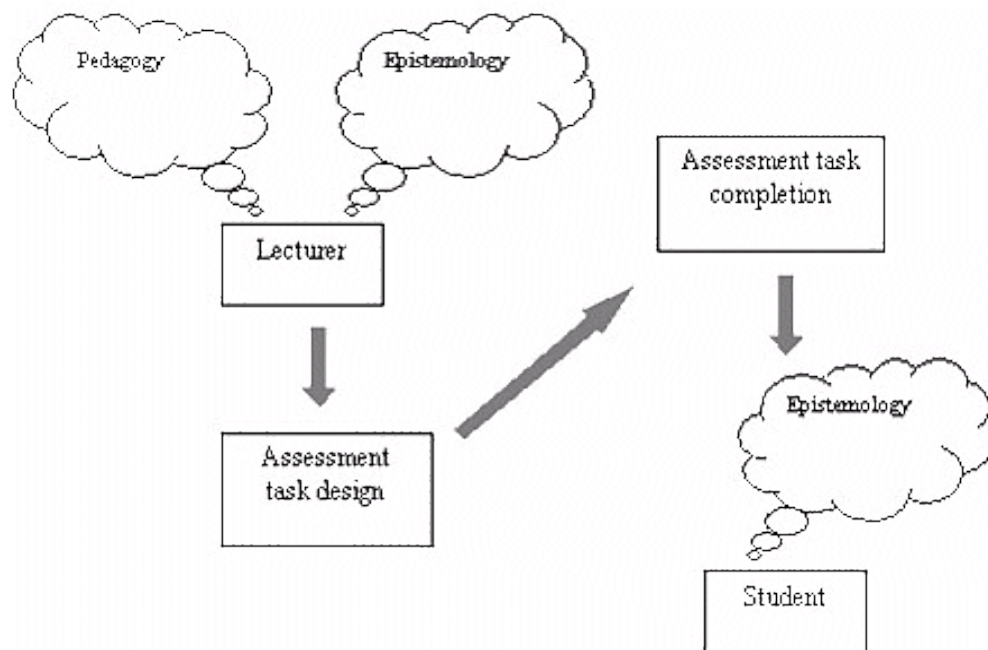 Pedagogy
Epistemology
Lecturer
Assessment
task design
Assessment task
completion
Epistemology
Student